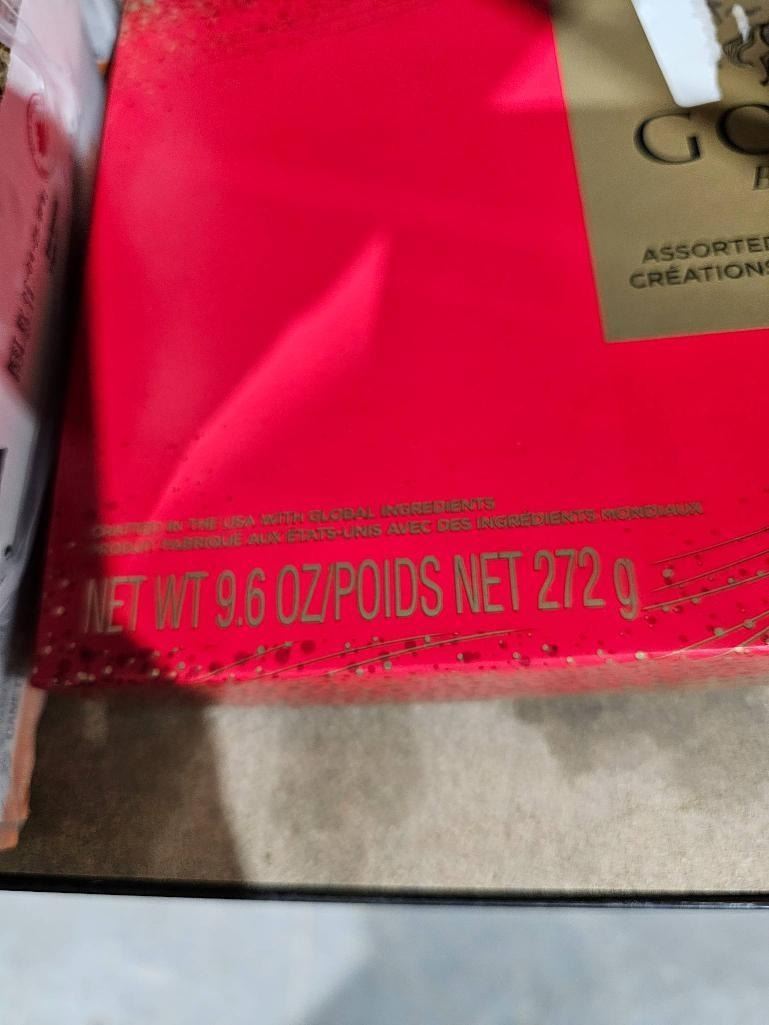 GO
B
ASSORTED
CRÉATIONS
CRAFTED IN THE USA WITH GLOBAL INGREDIENTS
PRODUIT FABRIQUÉ AUX ÉTATS-UNIS AVEC DES INGRÉDIENTS MONDIAUX
NET WT 9.6 OZ/POIDS NET 272 g